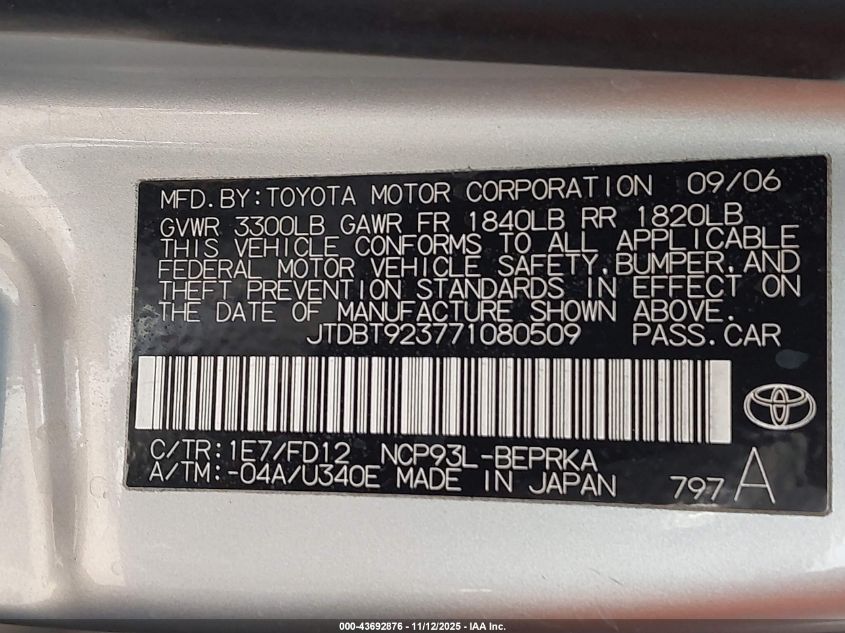 MFD.BY:TOYOTA MOTOR CORPORATION 09/06
GVWR 3300LB GAWR FR 1840LB RR 1820LB
THIS VEHICLE CONFORMS TO ALL APPLICABLE
FEDERAL MOTOR VEHICLE SAFETY,BUMPER,AND
THEFT PREVENTION STANDARDS IN EFFECT ON
THE DATE OF MANUFACTURE SHOWN ABOVE.
JTDBT923771080509 PASS.CAR
C/TR:1E7/FD12 NCP93L-BEPRKA
A/TM:-04A/U340E MADE IN JAPAN 797 A
000-43692876 - 11/12/2025 - IAA Inc.